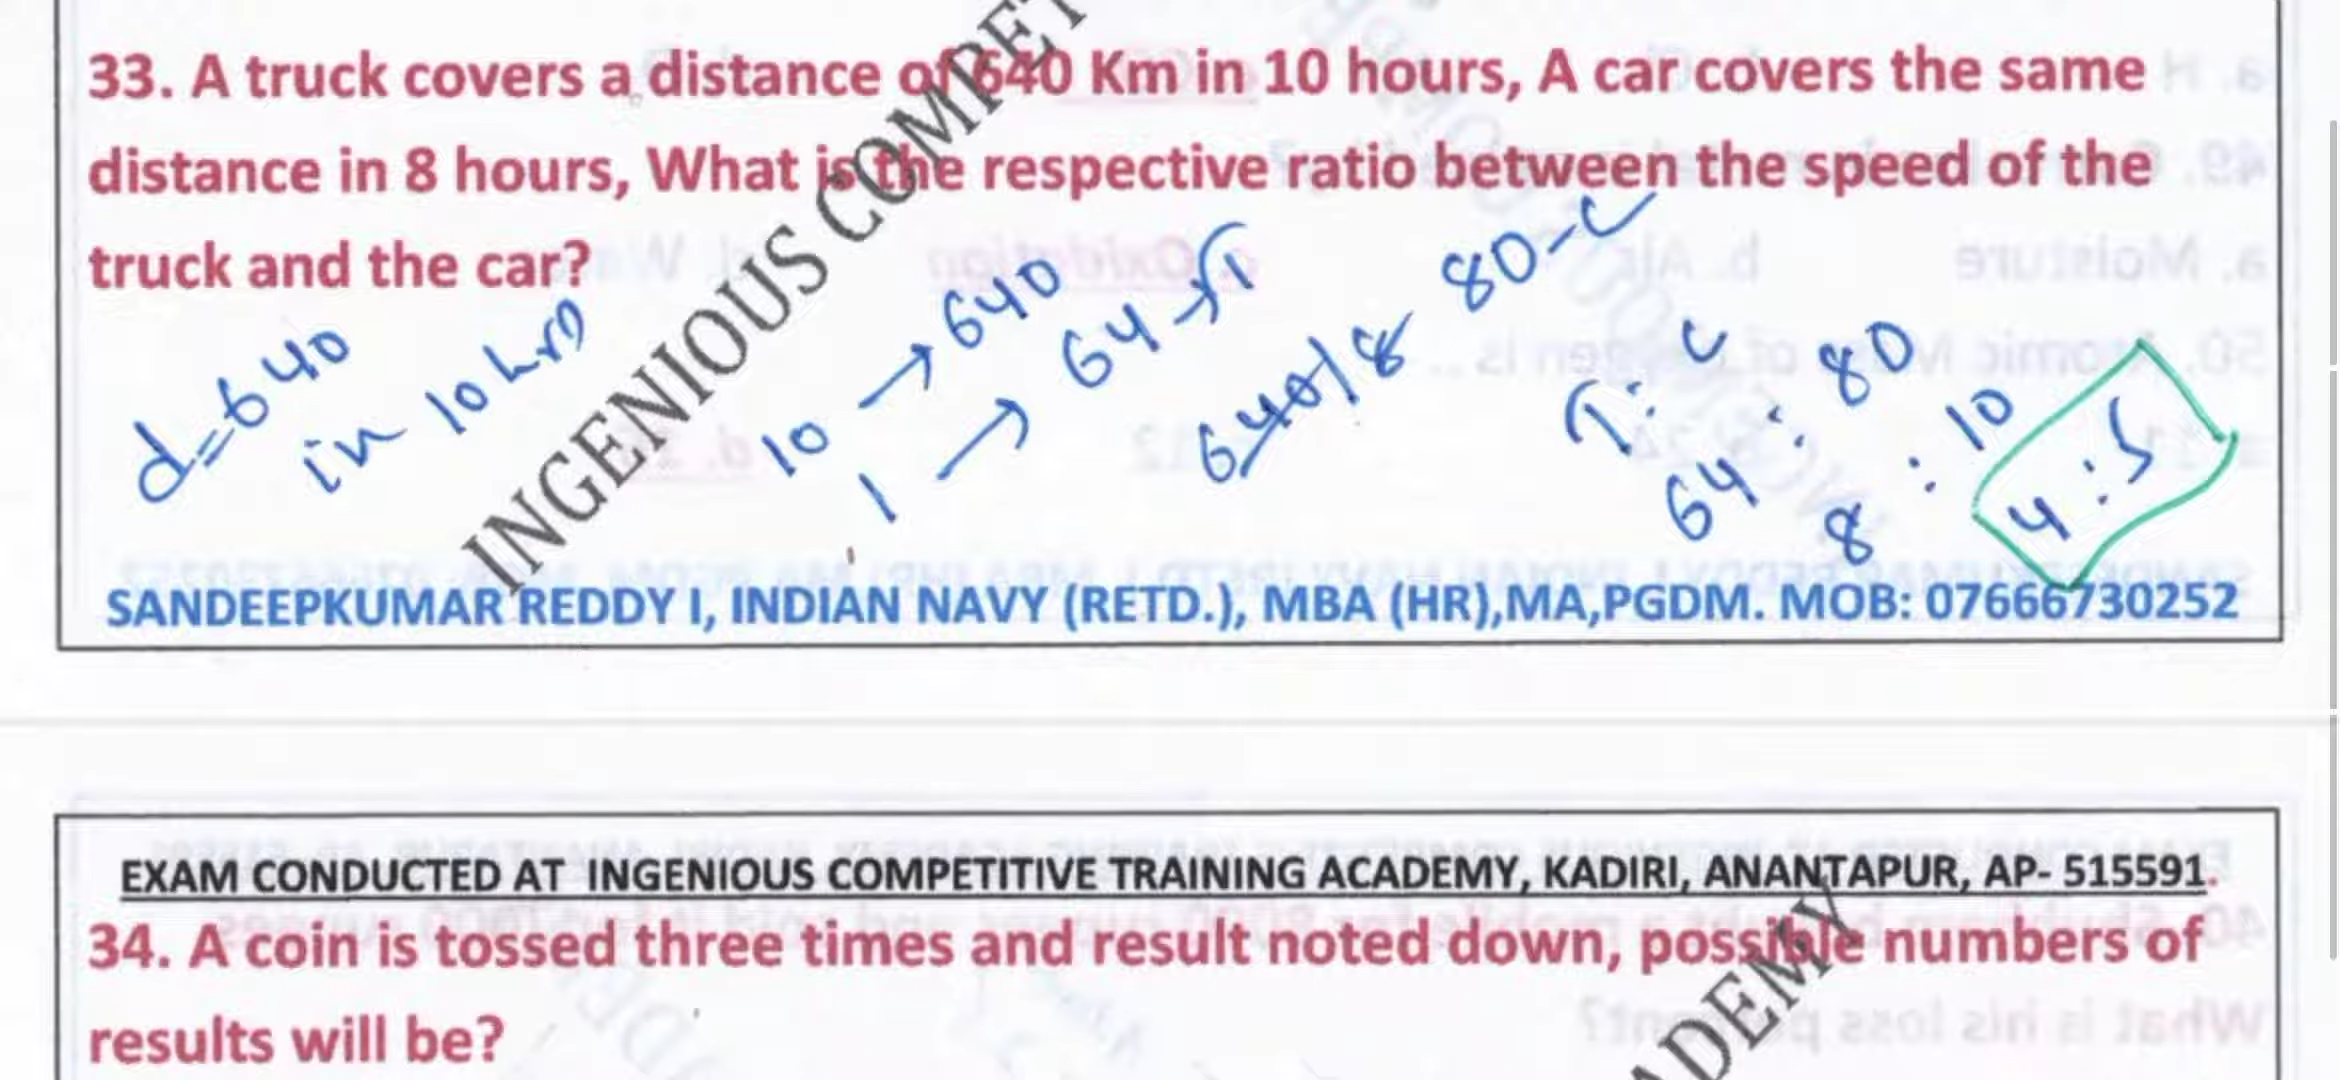 33. A truck covers a distance of 640 Km in 10 hours, A car covers the same
distance in 8 hours, What is the respective ratio between the speed of the
truck and the car?
d=640
in 10 hrs
10 → 640
1 → 64 → T
640/8 80-C
T : C
64 : 80
8 : 10
4 : 5
INGENIOUS COMPET
SANDEEPKUMAR REDDY I, INDIAN NAVY (RETD.), MBA (HR),MA,PGDM. MOB: 07666730252
EXAM CONDUCTED AT INGENIOUS COMPETITIVE TRAINING ACADEMY, KADIRI, ANANTAPUR, AP- 515591.
34. A coin is tossed three times and result noted down, possible numbers of
results will be?
ADEMY